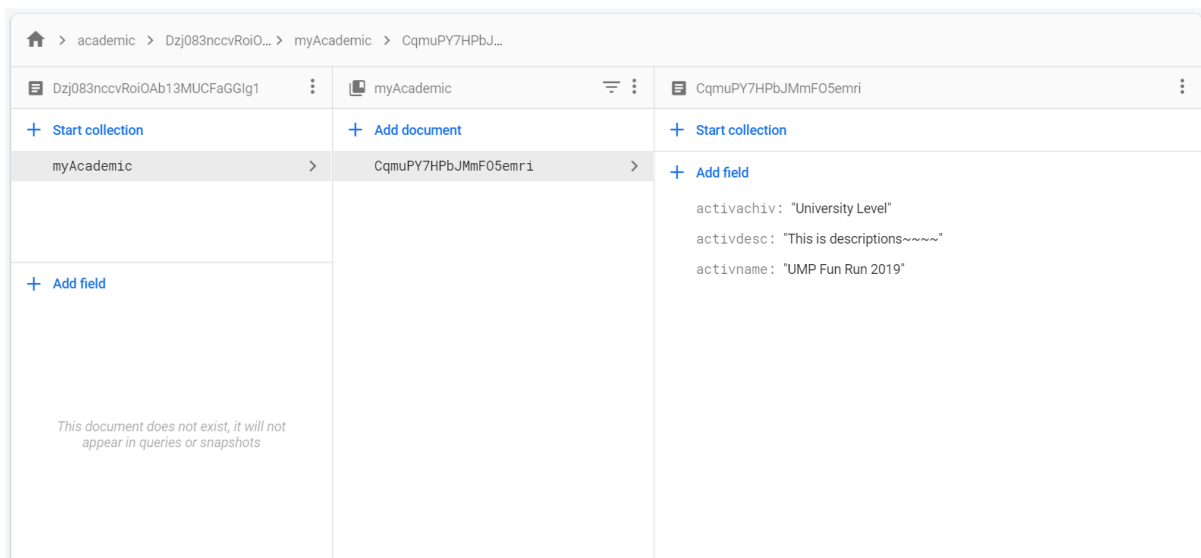 academic > Dzj083nccvRoiO... > myAcademic > CqmuPY7HPbJ...
Dzj083nccvRoiOAb13MUCFaGGIg1
myAcademic
CqmuPY7HPbJMmFO5emri
+ Start collection
+ Add document
+ Start collection
myAcademic
CqmuPY7HPbJMmFO5emri
+ Add field
activachiv: "University Level"
activdesc: "This is descriptions~~~~"
activname: "UMP Fun Run 2019"
+ Add field
This document does not exist, it will not
appear in queries or snapshots